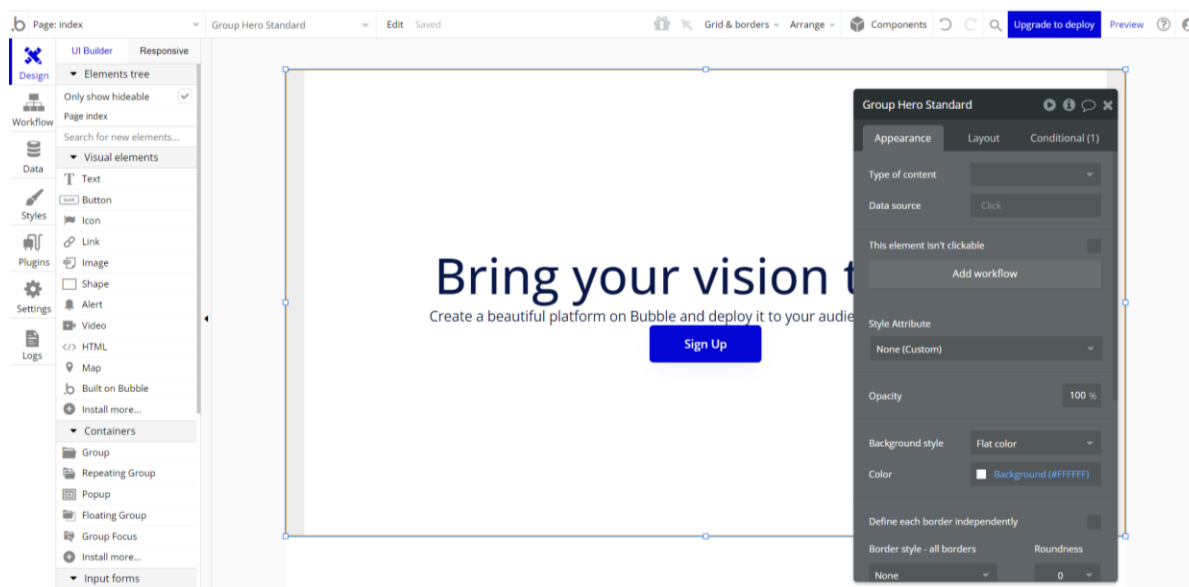 Page: index
Group Hero Standard
Edit Saved
Grid & borders
Arrange
Components
Upgrade to deploy
Preview
Design
Workflow
Data
Styles
Plugins
Settings
Logs
UI Builder Responsive
Elements tree
Only show hideable
Page index
Search for new elements...
Visual elements
Text
Button
Icon
Link
Image
Shape
Alert
Video
</> HTML
Map
Built on Bubble
Install more...
Containers
Group
Repeating Group
Popup
Floating Group
Group Focus
Install more...
Input forms
Bring your vision t
Create a beautiful platform on Bubble and deploy it to your audie
Sign Up
Group Hero Standard
Appearance Layout Conditional (1)
Type of content
Data source Click
This element isn't clickable
Add workflow
Style Attribute
None (Custom)
Opacity 100 %
Background style Flat color
Color Background (#FFFFFF)
Define each border independently
Border style - all borders Roundness
None 0